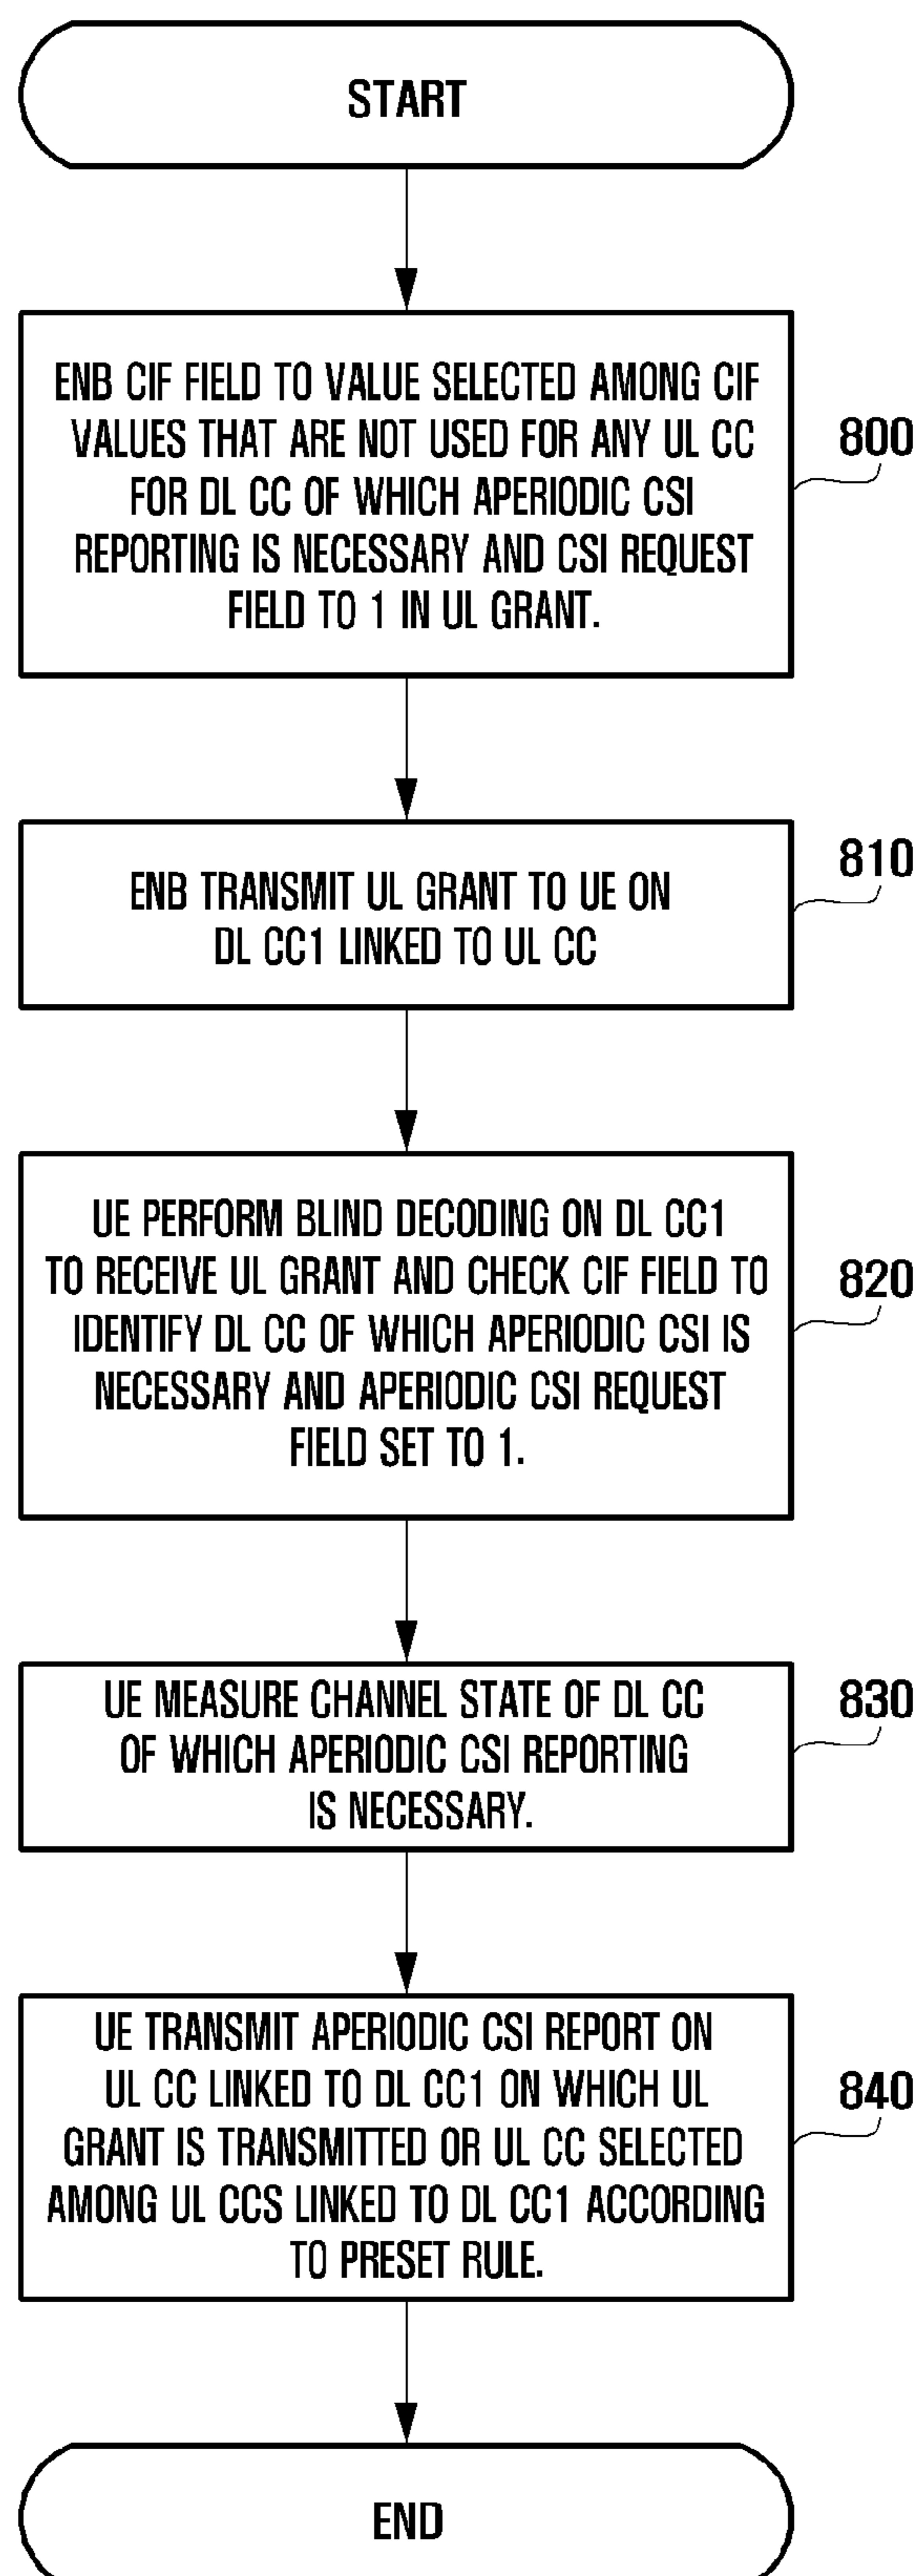 START
ENB CIF FIELD TO VALUE SELECTED AMONG CIF
VALUES THAT ARE NOT USED FOR ANY UL CC
FOR DL CC OF WHICH APERIODIC CSI
REPORTING IS NECESSARY AND CSI REQUEST
FIELD TO 1 IN UL GRANT.
800
ENB TRANSMIT UL GRANT TO UE ON
DL CC1 LINKED TO UL CC
810
UE PERFORM BLIND DECODING ON DL CC1
TO RECEIVE UL GRANT AND CHECK CIF FIELD TO
IDENTIFY DL CC OF WHICH APERIODIC CSI IS
NECESSARY AND APERIODIC CSI REQUEST
FIELD SET TO 1.
820
UE MEASURE CHANNEL STATE OF DL CC
OF WHICH APERIODIC CSI REPORTING
IS NECESSARY.
830
UE TRANSMIT APERIODIC CSI REPORT ON
UL CC LINKED TO DL CC1 ON WHICH UL
GRANT IS TRANSMITTED OR UL CC SELECTED
AMONG UL CCS LINKED TO DL CC1 ACCORDING
TO PRESET RULE.
840
END